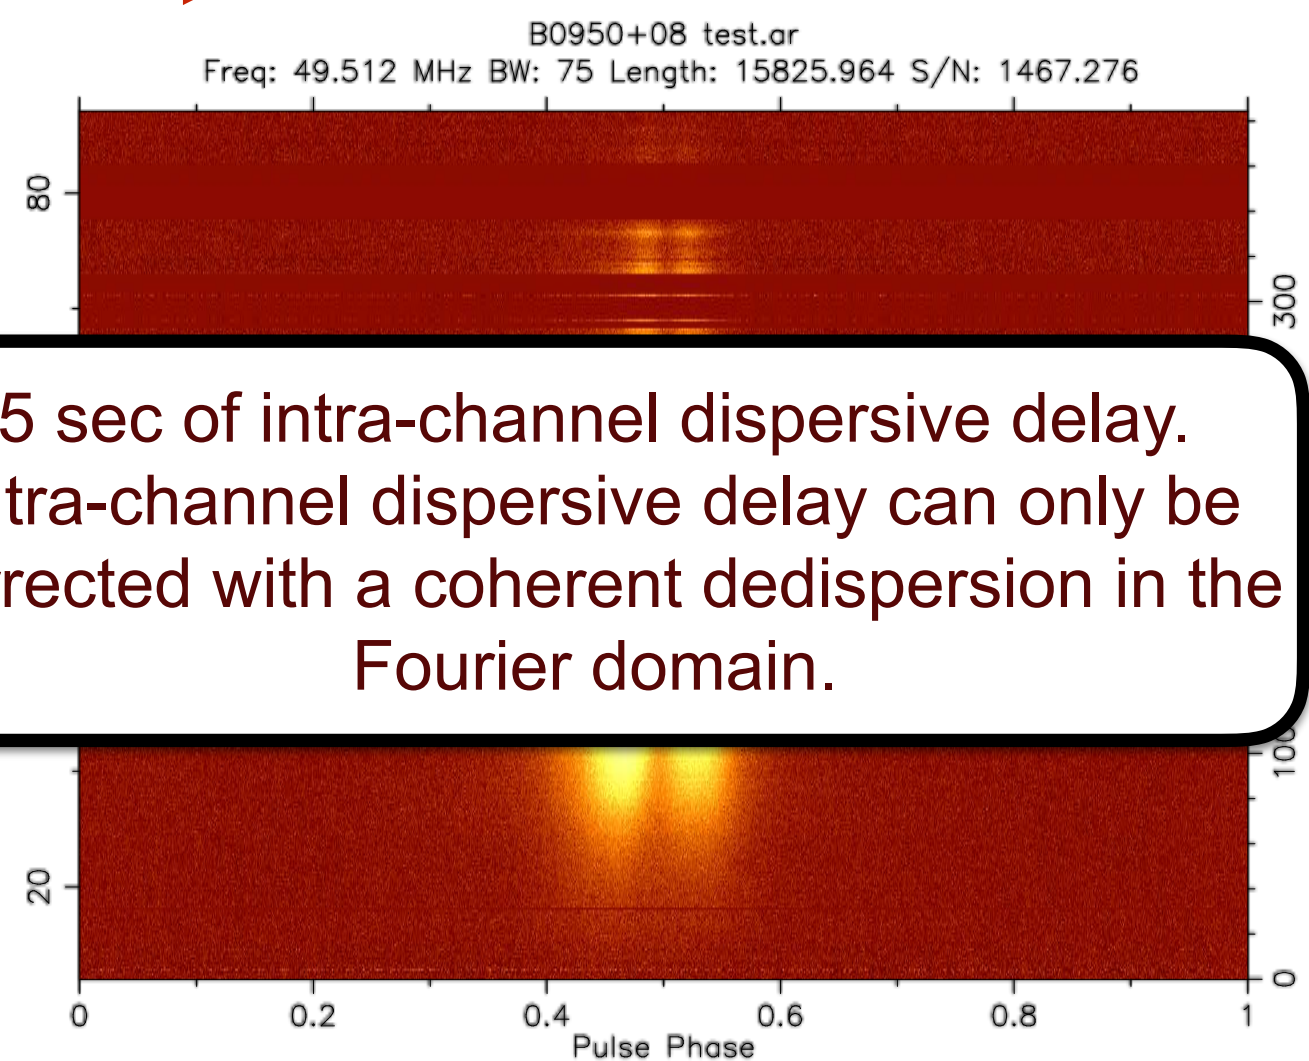 B0950+08 test.ar
Freq: 49.512 MHz BW: 75 Length: 15825.964 S/N: 1467.276
80
300
5 sec of intra-channel dispersive delay.
tra-channel dispersive delay can only be
rected with a coherent dedispersion in the
Fourier domain.
100
20
0
0 0.2 0.4 0.6 0.8 1
Pulse Phase